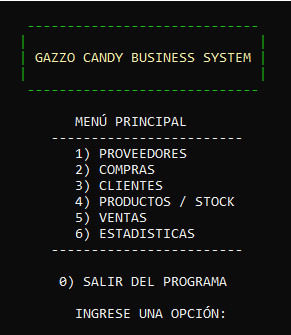 GAZZO CANDY BUSINESS SYSTEM
MENÚ PRINCIPAL
1) PROVEEDORES
2) COMPRAS
3) CLIENTES
4) PRODUCTOS / STOCK
5) VENTAS
6) ESTADISTICAS
0) SALIR DEL PROGRAMA
INGRESE UNA OPCIÓN: